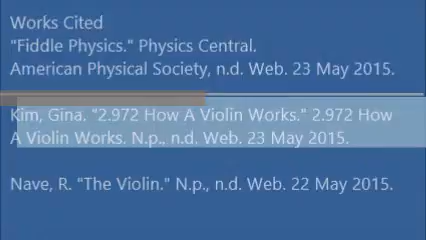 Works Cited
"Fiddle Physics." Physics Central.
American Physical Society, n.d. Web. 23 May 2015.
Kim, Gina. "2.972 How A Violin Works." 2.972 How
A Violin Works. N.p., n.d. Web. 23 May 2015.
Nave, R. "The Violin." N.p., n.d. Web. 22 May 2015.